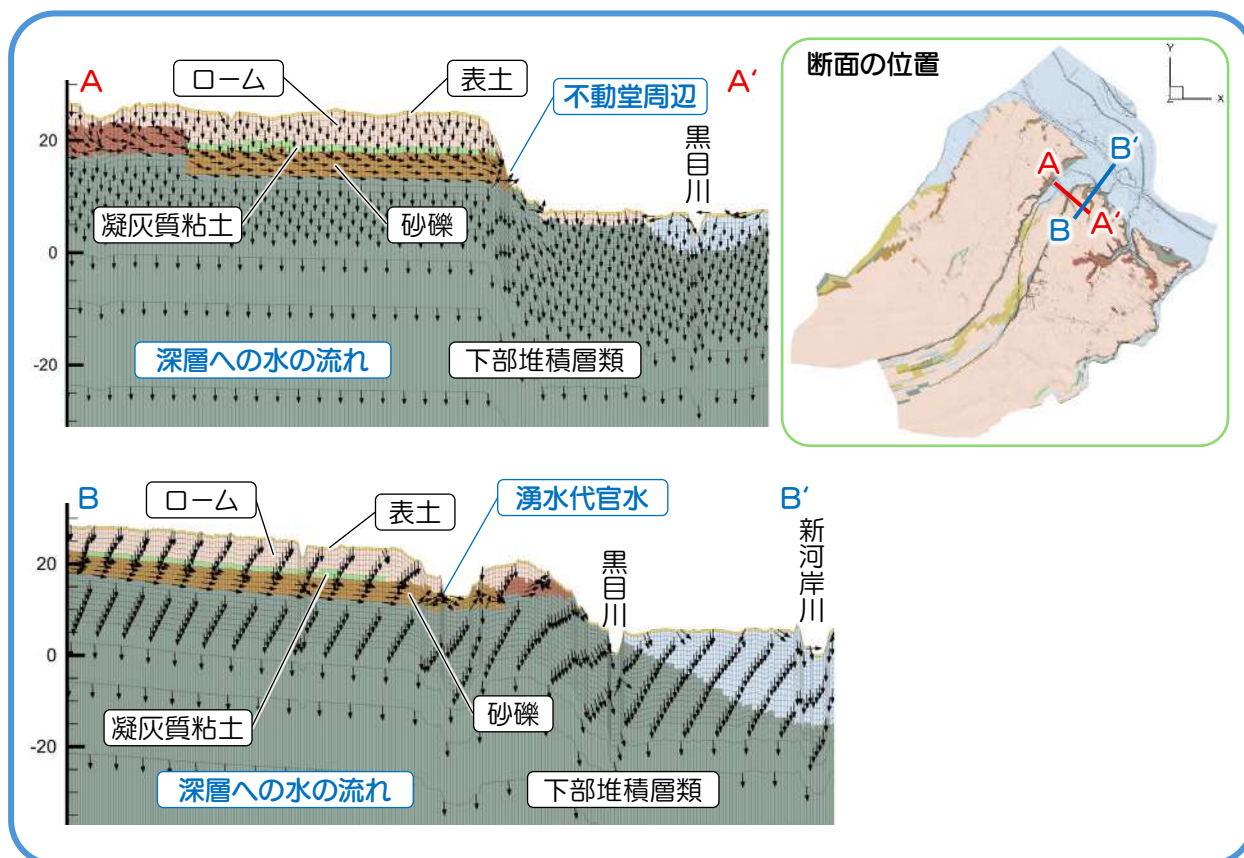 A
ローム
表土
不動堂周辺
A'
黒目川
20
0
-20
凝灰質粘土
砂礫
深層への水の流れ
下部堆積層類
断面の位置
Y
Z
X
A
B'
B
A'
B
ローム
表土
湧水代官水
B'
黒目川
新河岸川
20
0
-20
凝灰質粘土
砂礫
深層への水の流れ
下部堆積層類